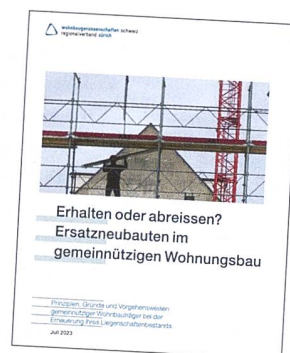 wohnbaugenossenschaften schweiz
regionalverband zürich
Erhalten oder abreissen?
Ersatzneubauten im
gemeinnützigen Wohnungsbau
Prinzipien, Gründe und Vorgehensweisen
gemeinnütziger Wohnbauträger bei der
Erneuerung ihres Liegenschaftenbestands
Juli 2023